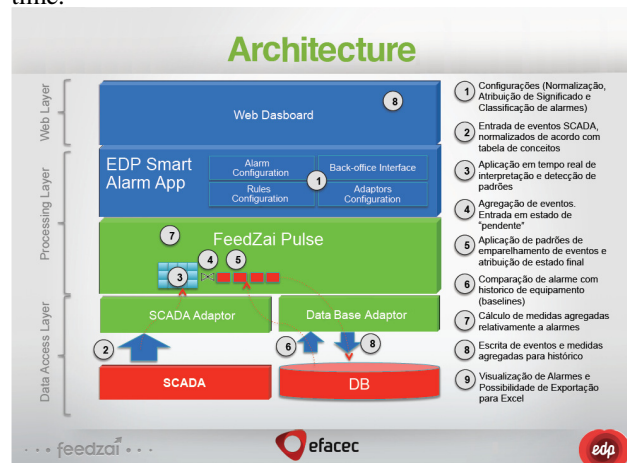 time.
Architecture
Web Layer
Processing Layer
Data Access Layer
Web Dasboard
8
EDP Smart
Alarm App
Alarm
Configuration
Back-office Interface
1
Rules
Configuration
Adaptors
Configuration
7
FeedZai Pulse
3
4
5
SCADA Adaptor
Data Base Adaptor
2
6
8
SCADA
DB
1
Configurações (Normalização,
Atribuição de Significado e
Classificação de alarmes)
2
Entrada de eventos SCADA,
normalizados de acordo com
tabela de conceitos
3
Aplicação em tempo real de
interpretação e detecção de
padrões
4
Agregação de eventos.
Entrada em estado de
"pendente"
5
Aplicação de padrões de
emparelhamento de eventos e
atribuição de estado final
6
Comparação de alarme com
historico de equipamento
(baselines)
7
Cálculo de medidas agregadas
relativamente a alarmes
8
Escrita de eventos e medidas
agregadas para histórico
9
Visualização de Alarmes e
Possibilidade de Exportação
para Excel
feedzai
efacec
edp